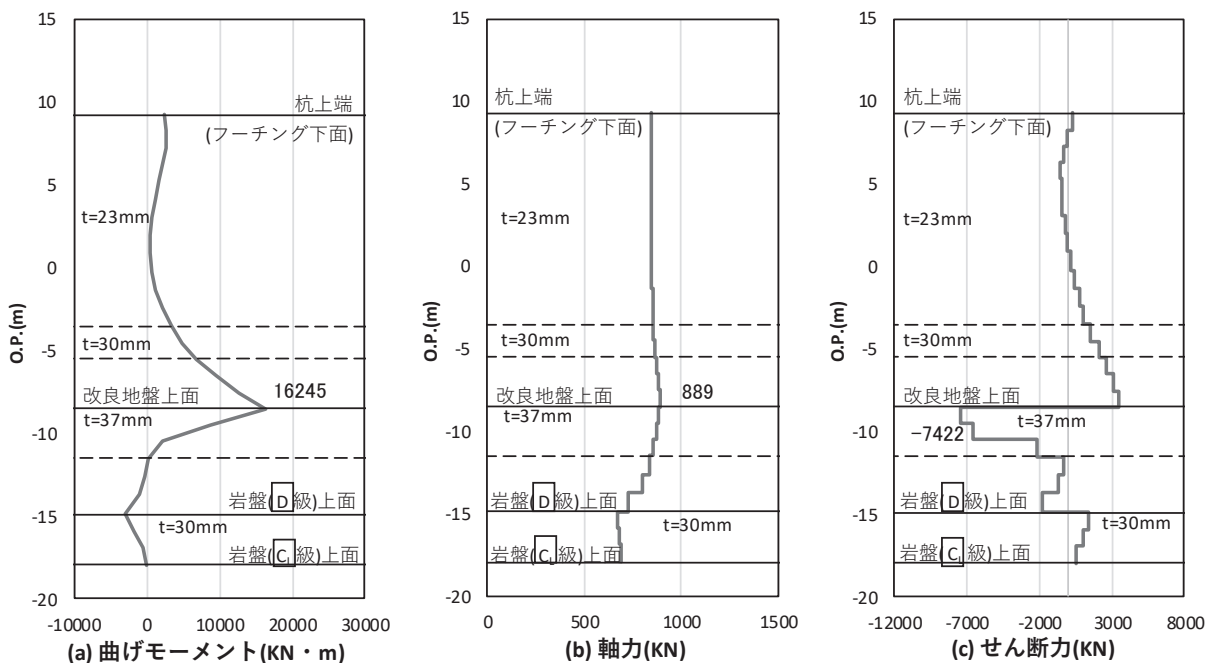 15
10
5
0
-5
-10
-15
-20
O.P.(m)
杭上端
(フーチング下面)
t=23mm
t=30mm
改良地盤上面
16245
t=37mm
岩盤(D級)上面
t=30mm
岩盤(CL級)上面
-10000 0 10000 20000 30000
(a) 曲げモーメント(KN・m)
15
10
5
0
-5
-10
-15
-20
O.P.(m)
杭上端
(フーチング下面)
t=23mm
t=30mm
改良地盤上面
889
t=37mm
岩盤(D級)上面
t=30mm
岩盤(CL級)上面
0 500 1000 1500
(b) 軸力(KN)
15
10
5
0
-5
-10
-15
-20
O.P.(m)
杭上端
(フーチング下面)
t=23mm
t=30mm
改良地盤上面
t=37mm
−7422
岩盤(D級)上面
t=30mm
岩盤(CL級)上面
-12000 -7000 -2000 3000 8000
(c) せん断力(KN)